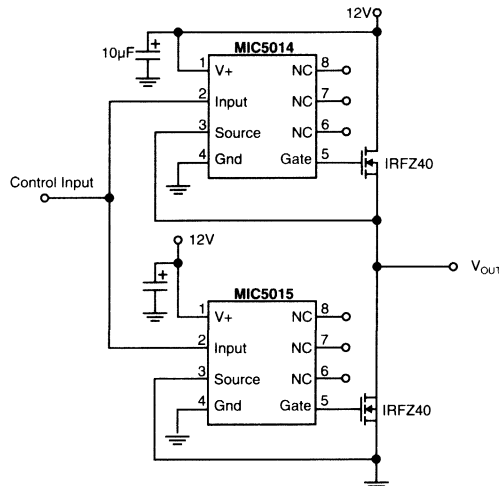 12V
10µF
+
MIC5014
1 V+ NC 8
2 Input NC 7
3 Source NC 6
4 Gnd Gate 5
IRFZ40
Control Input
12V
+
VOUT
MIC5015
1 V+ NC 8
2 Input NC 7
3 Source NC 6
4 Gnd Gate 5
IRFZ40